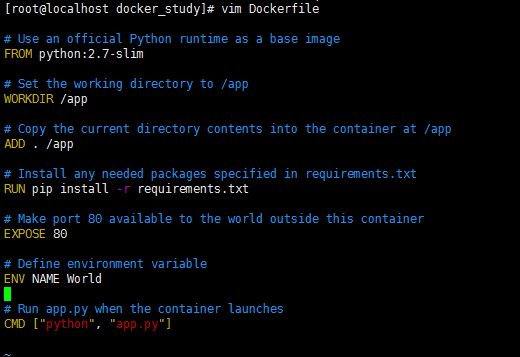 [root@localhost docker_study]# vim Dockerfile
# Use an official Python runtime as a base image
FROM python:2.7-slim
# Set the working directory to /app
WORKDIR /app
# Copy the current directory contents into the container at /app
ADD . /app
# Install any needed packages specified in requirements.txt
RUN pip install -r requirements.txt
# Make port 80 available to the world outside this container
EXPOSE 80
# Define environment variable
ENV NAME World
# Run app.py when the container launches
CMD ["python", "app.py"]
~